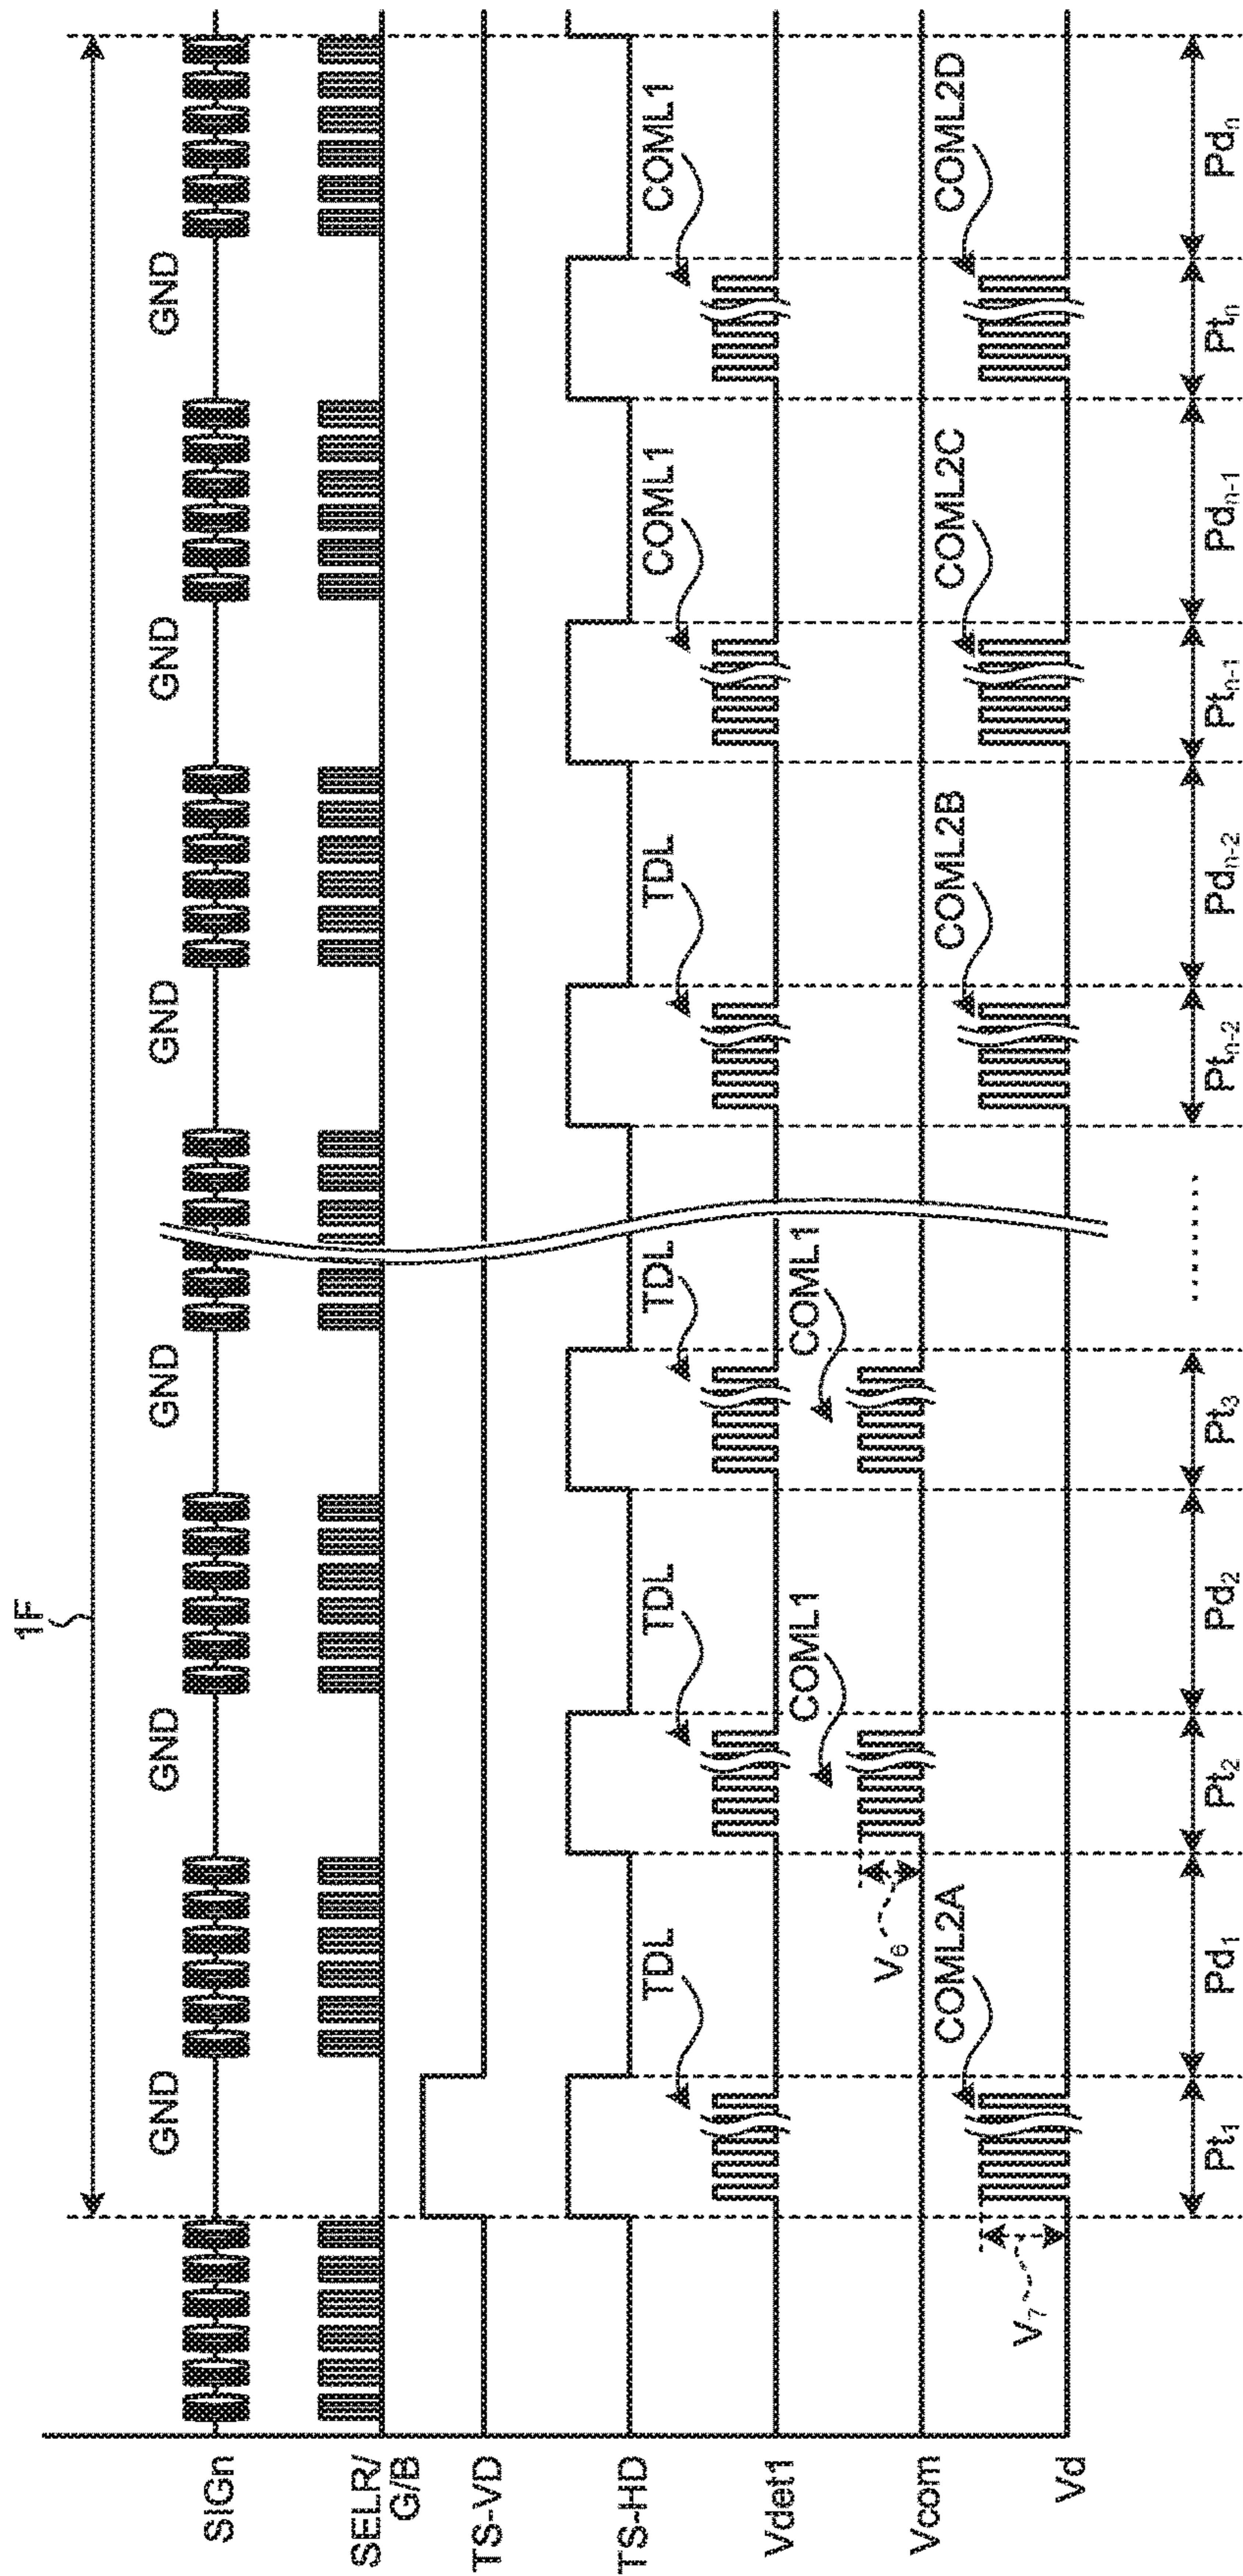 1F
SIGn
GND
GND
GND
GND
GND
GND
SELR/
G/B
TS-VD
TS-HD
Vdet1
TDL
TDL
TDL
TDL
COML1
COML1
Vcom
V₆
COML1
COML1
Vd
V₇
COML2A
COML2B
COML2C
COML2D
Pt₁
Pd₁
Pt₂
Pd₂
Pt₃
........
Ptₙ₋₂
Pdₙ₋₂
Ptₙ₋₁
Pdₙ₋₁
Ptₙ
Pdₙ